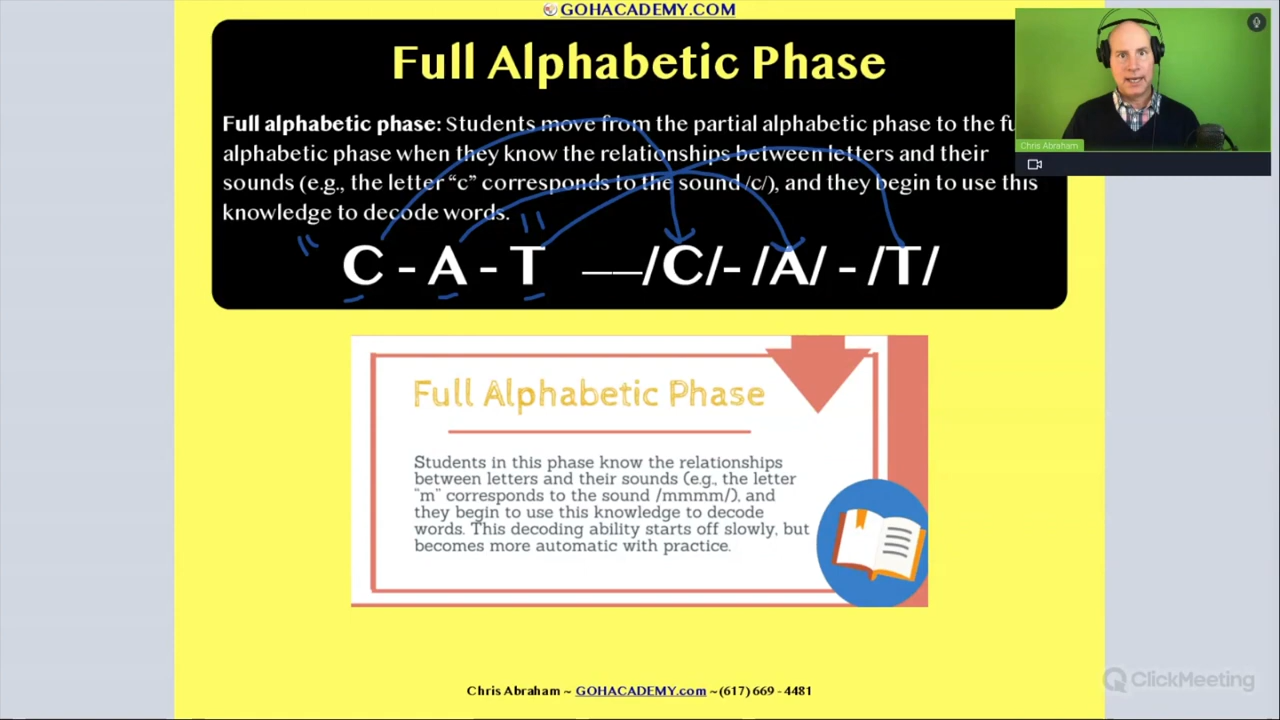 GOHACADEMY.COM
Full Alphabetic Phase
Full alphabetic phase: Students move from the partial alphabetic phase to the fu
alphabetic phase when they know the relationships between letters and their
sounds (e.g., the letter “c” corresponds to the sound /c/), and they begin to use this
knowledge to decode words.
" C - A - T " ——/C/- /A/ - /T/
Chris Abraham
Full Alphabetic Phase
Students in this phase know the relationships
between letters and their sounds (e.g., the letter
“m” corresponds to the sound /mmmm/), and
they begin to use this knowledge to decode
words. This decoding ability starts off slowly, but
becomes more automatic with practice.
ClickMeeting
Chris Abraham ~ GOHACADEMY.com ~(617) 669 - 4481